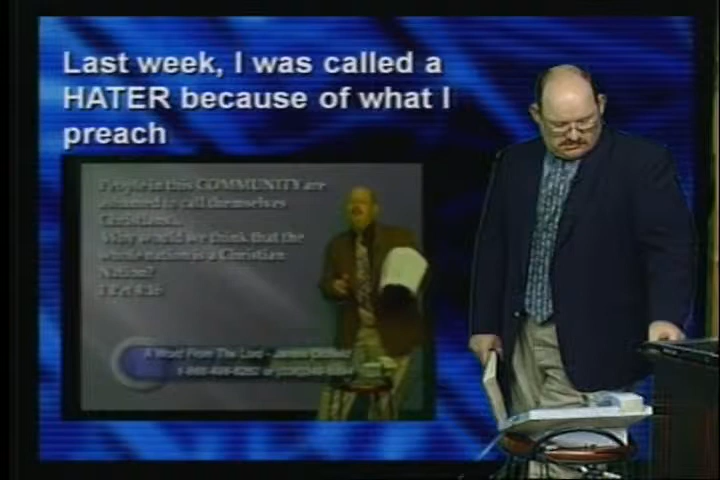 Last week, I was called a
HATER because of what I
preach
People in this COMMUNITY are
ashamed to call themselves
Christians.
Why would we think that the
whole nation is a Christian
Nation?
A Word From The Lord - James